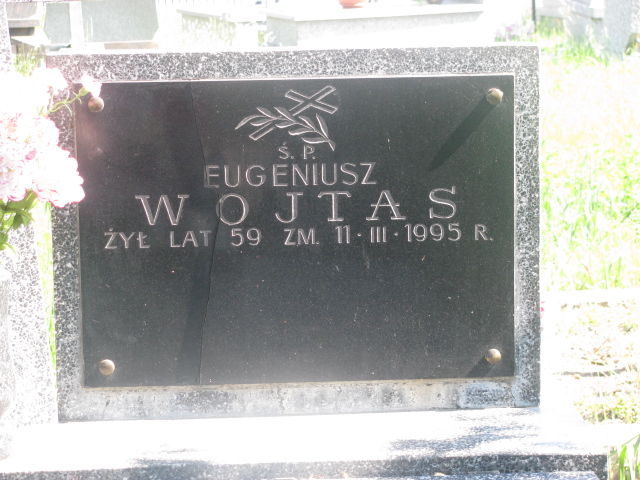 Ś. P.
EUGENIUSZ
WOJTAS
ŻYŁ LAT 59 ZM. 11·III·1995 R.